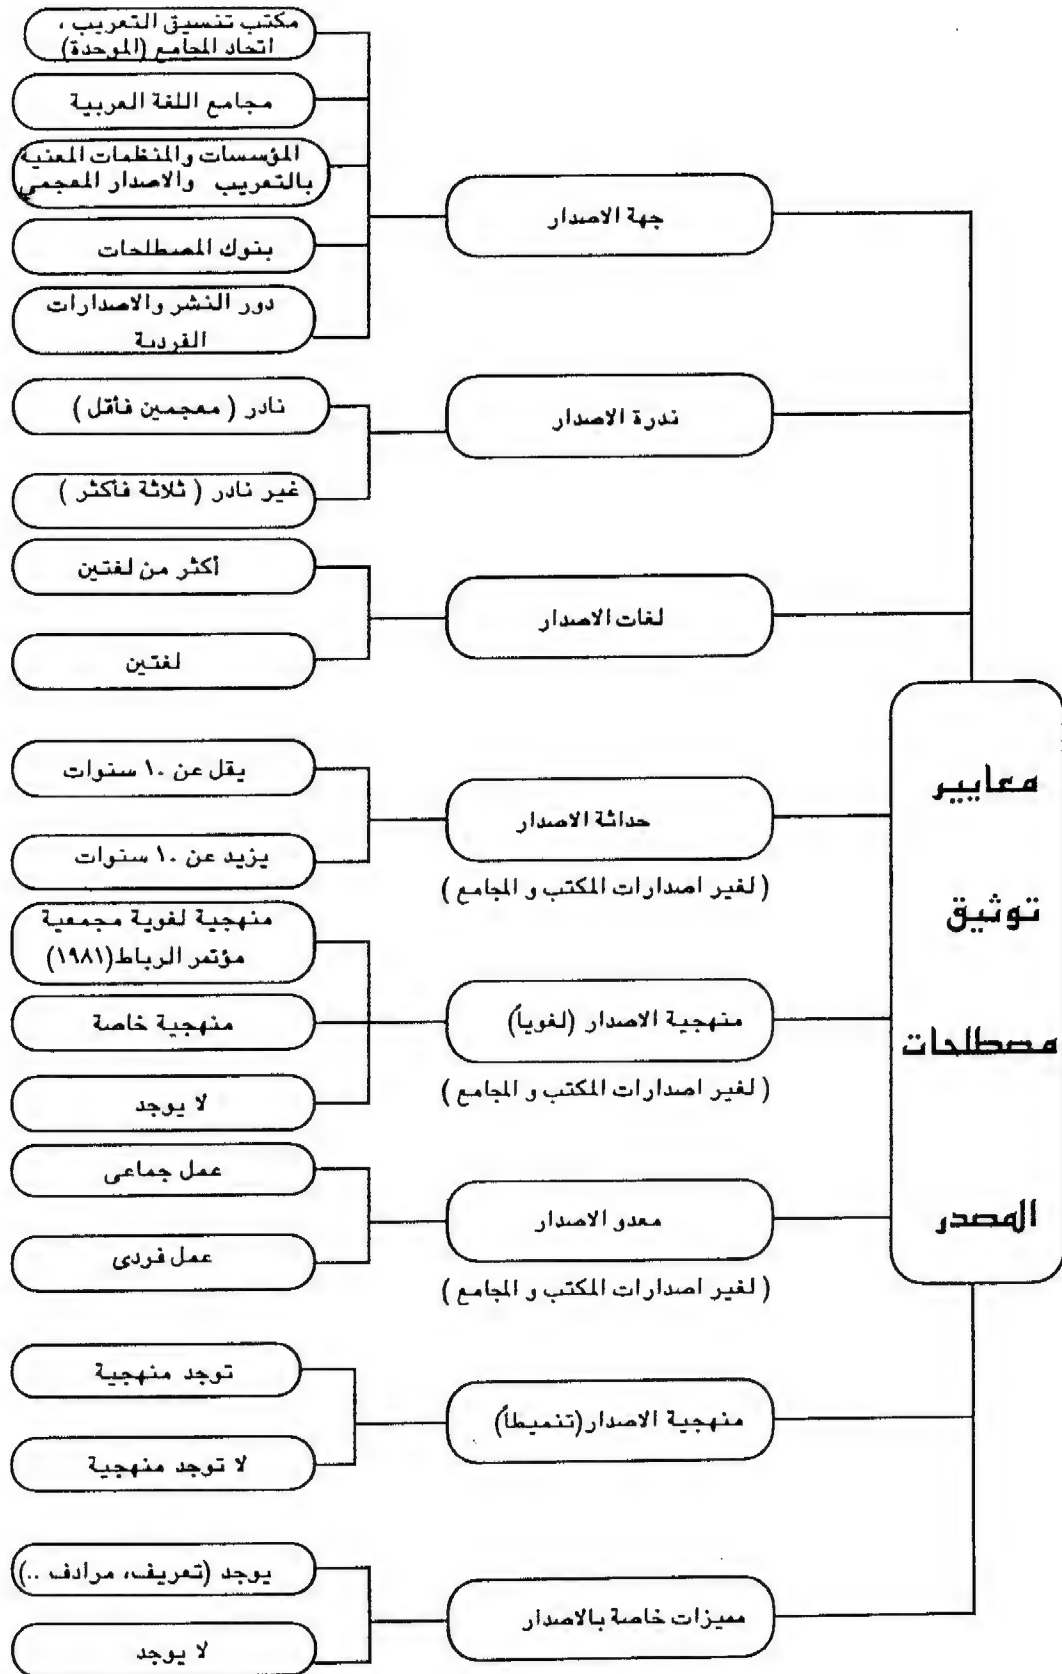 معايير
توثيق
مصطلحات
المصدر
جهة الاصدار
مكتب تنسيق التعريب ،
اتحاد المجامع (الموحدة)
مجامع اللغة العربية
المؤسسات والمنظمات المعنية
بالتعريب والاصدار المعجمي
بنوك المصطلحات
دور النشر والاصدارات
الفردية
ندرة الاصدار
نادر ( معجمين فأقل )
غير نادر ( ثلاثة فأكثر )
لغات الاصدار
أكثر من لغتين
لغتين
حداثة الاصدار
( لغير اصدارات المكتب و المجامع )
يقل عن ١٠ سنوات
يزيد عن ١٠ سنوات
منهجية الاصدار (لغوياً)
( لغير اصدارات المكتب و المجامع )
منهجية لغوية مجمعية
مؤتمر الرباط(١٩٨١)
منهجية خاصة
لا يوجد
معدو الاصدار
( لغير اصدارات المكتب و المجامع )
عمل جماعى
عمل فردى
منهجية الاصدار(تنميطاً)
توجد منهجية
لا توجد منهجية
مميزات خاصة بالاصدار
يوجد (تعريف، مرادف ..)
لا يوجد